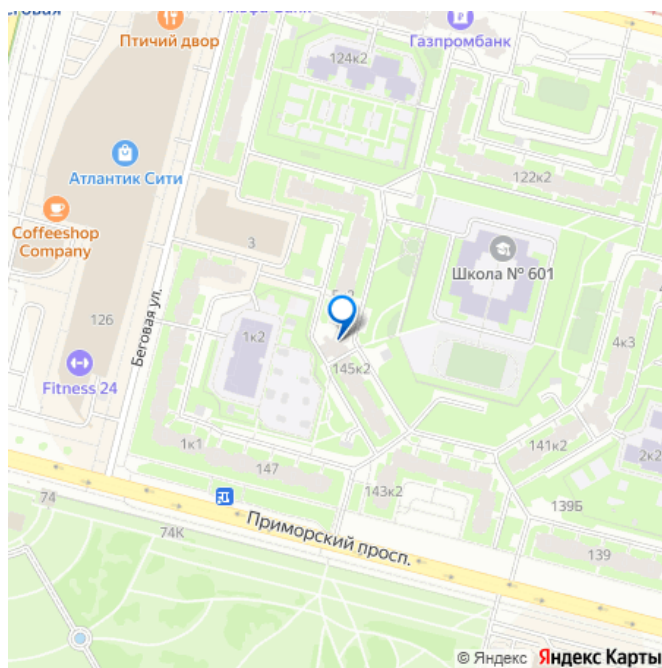 Птичий двор
Газпромбанк
124к2
Атлантик Сити
122к2
Coffeeshop
Company
3
Школа № 601
126
Беговая ул.
1к2
4к3
Fitness 24
145к2
1к1
147
141к2
2к2
143к2
74
139Б
74К
Приморский просп.
139
© Яндекс Яндекс Карты